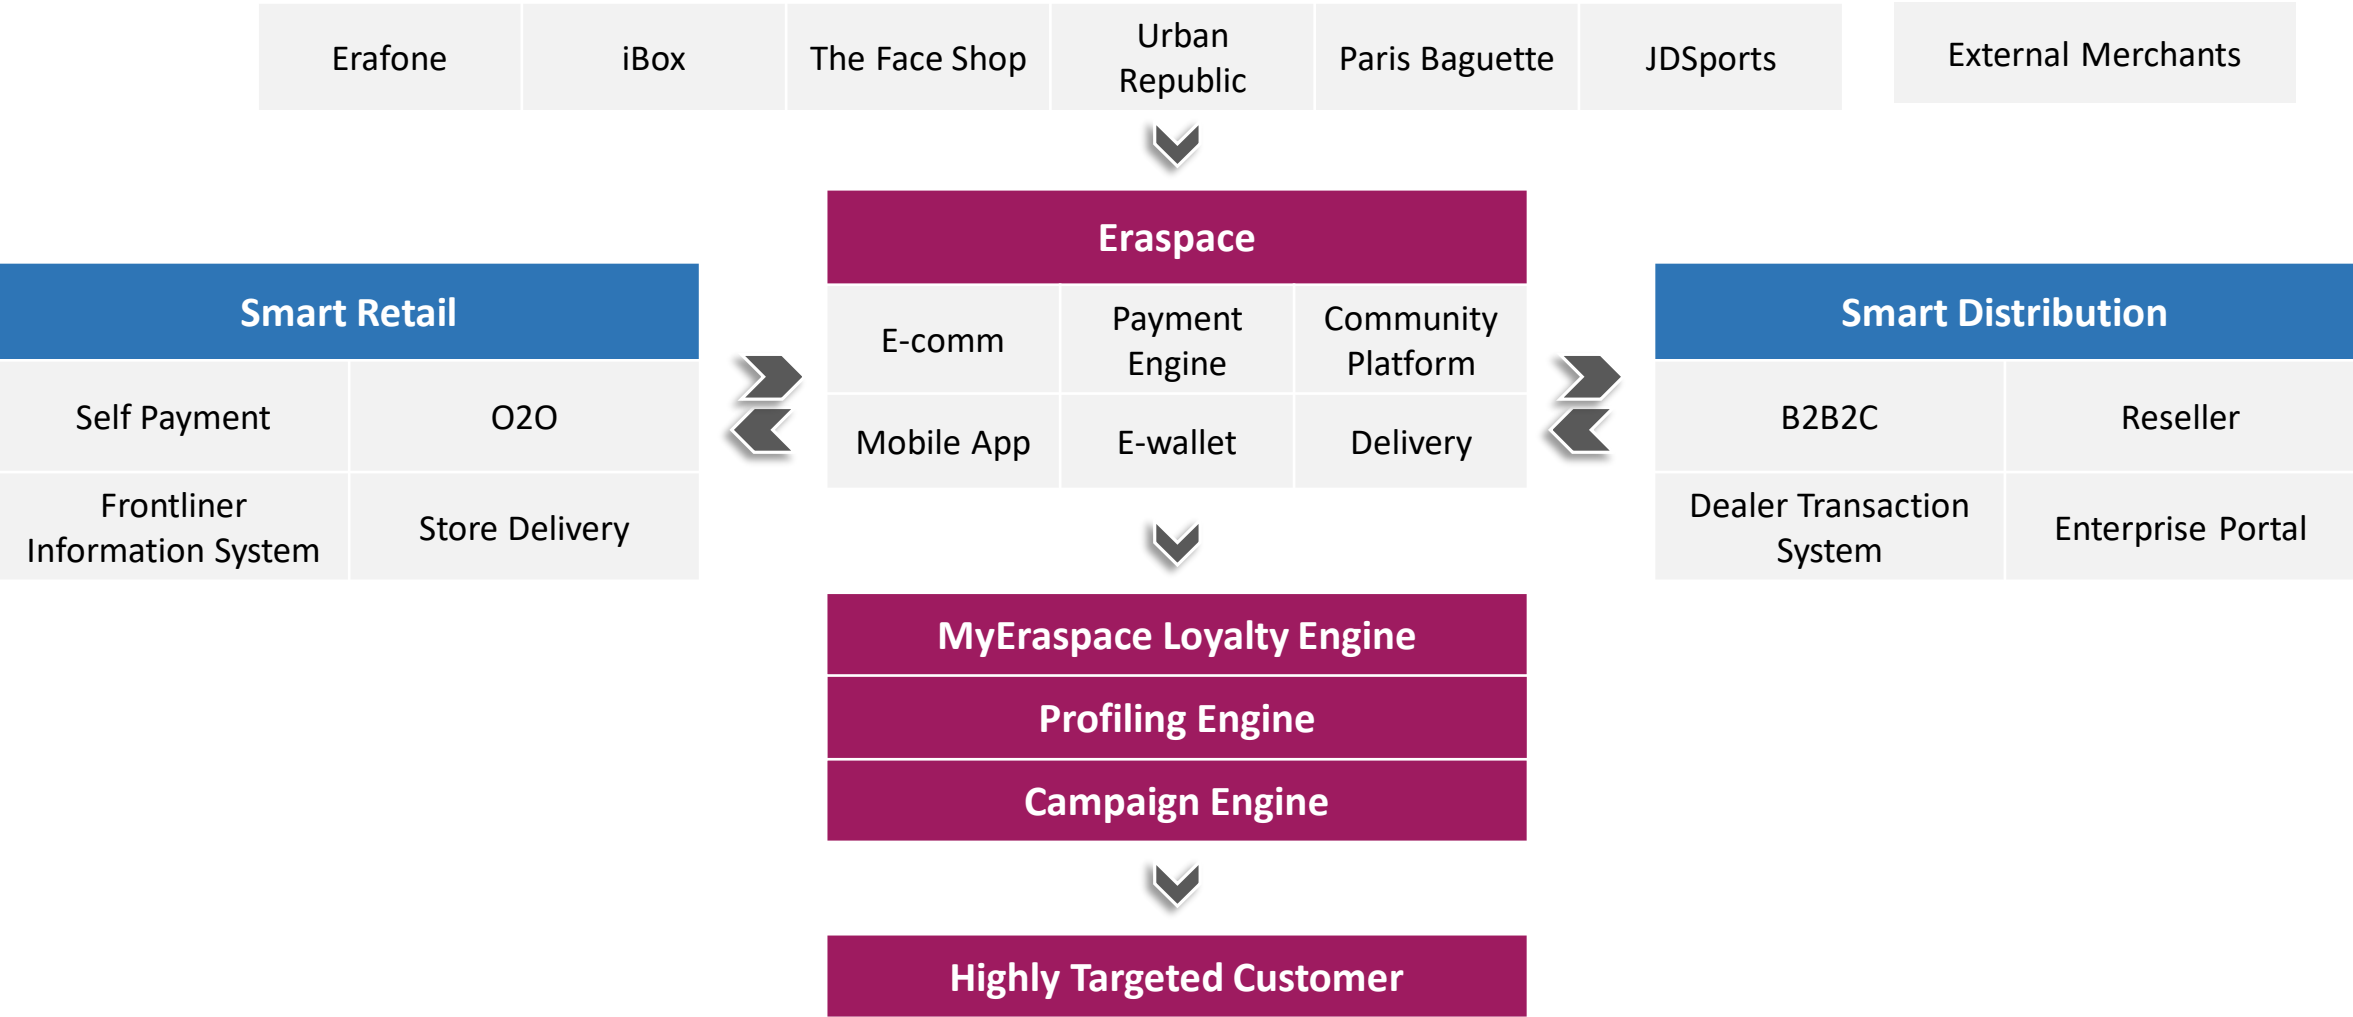 Erafone
iBox
The Face Shop
Urban
Republic
Paris Baguette
JDSports
External Merchants
Eraspace
E-comm
Payment
Engine
Community
Platform
Mobile App
E-wallet
Delivery
Smart Retail
Self Payment
O2O
Frontliner
Information System
Store Delivery
Smart Distribution
B2B2C
Reseller
Dealer Transaction
System
Enterprise Portal
MyEraspace Loyalty Engine
Profiling Engine
Campaign Engine
Highly Targeted Customer